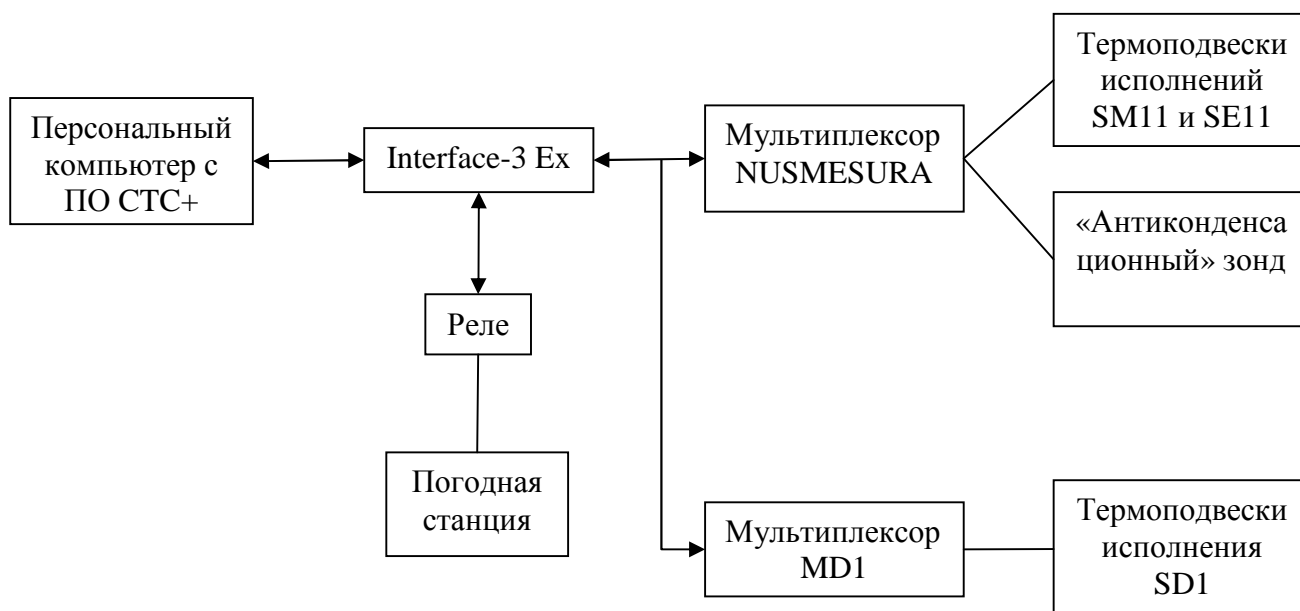 Персональный
компьютер с
ПО СТС+
Interface-3 Ex
Реле
Погодная
станция
Мультиплексор
NUSMESURA
Термоподвески
исполнений
SM11 и SE11
«Антиконденса
ционный» зонд
Мультиплексор
MD1
Термоподвески
исполнения
SD1